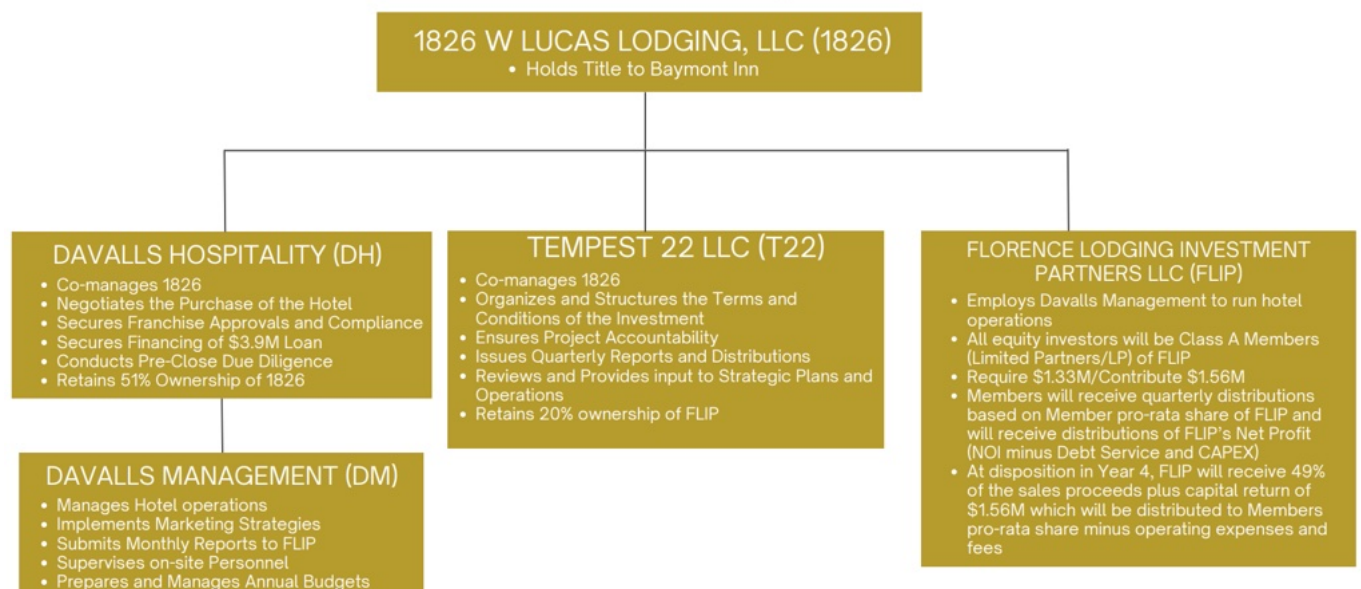 1826 W LUCAS LODGING, LLC (1826)
• Holds Title to Baymont Inn
DAVALLS HOSPITALITY (DH)
• Co-manages 1826
• Negotiates the Purchase of the Hotel
• Secures Franchise Approvals and Compliance
• Secures Financing of $3.9M Loan
• Conducts Pre-Close Due Diligence
• Retains 51% Ownership of 1826
DAVALLS MANAGEMENT (DM)
• Manages Hotel operations
• Implements Marketing Strategies
• Submits Monthly Reports to FLIP
• Supervises on-site Personnel
• Prepares and Manages Annual Budgets
TEMPEST 22 LLC (T22)
• Co-manages 1826
• Organizes and Structures the Terms and
Conditions of the Investment
• Ensures Project Accountability
• Issues Quarterly Reports and Distributions
• Reviews and Provides input to Strategic Plans and
Operations
• Retains 20% ownership of FLIP
FLORENCE LODGING INVESTMENT
PARTNERS LLC (FLIP)
• Employs Davalls Management to run hotel
operations
• All equity investors will be Class A Members
(Limited Partners/LP) of FLIP
• Require $1.33M/Contribute $1.56M
• Members will receive quarterly distributions
based on Member pro-rata share of FLIP and
will receive distributions of FLIP's Net Profit
(NOI minus Debt Service and CAPEX)
• At disposition in Year 4, FLIP will receive 49%
of the sales proceeds plus capital return of
$1.56M which will be distributed to Members
pro-rata share minus operating expenses and
fees